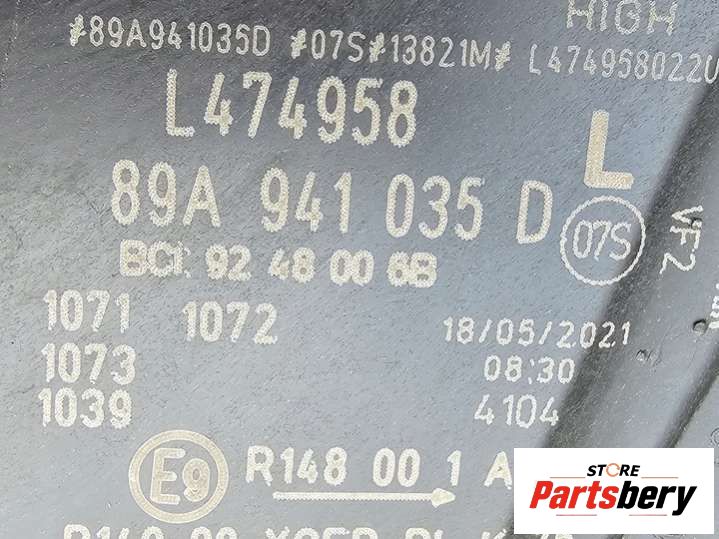 HIGH
#89A941035D #07S#13821M# L474958022U
L474958
L
89A 941 035 D
07S
VF2
BCI: 92 48 00 6B
1071 1072 18/05/2021
1073 08:30
1039 4104
E9 R148 00 1 A
STORE
Partsbery